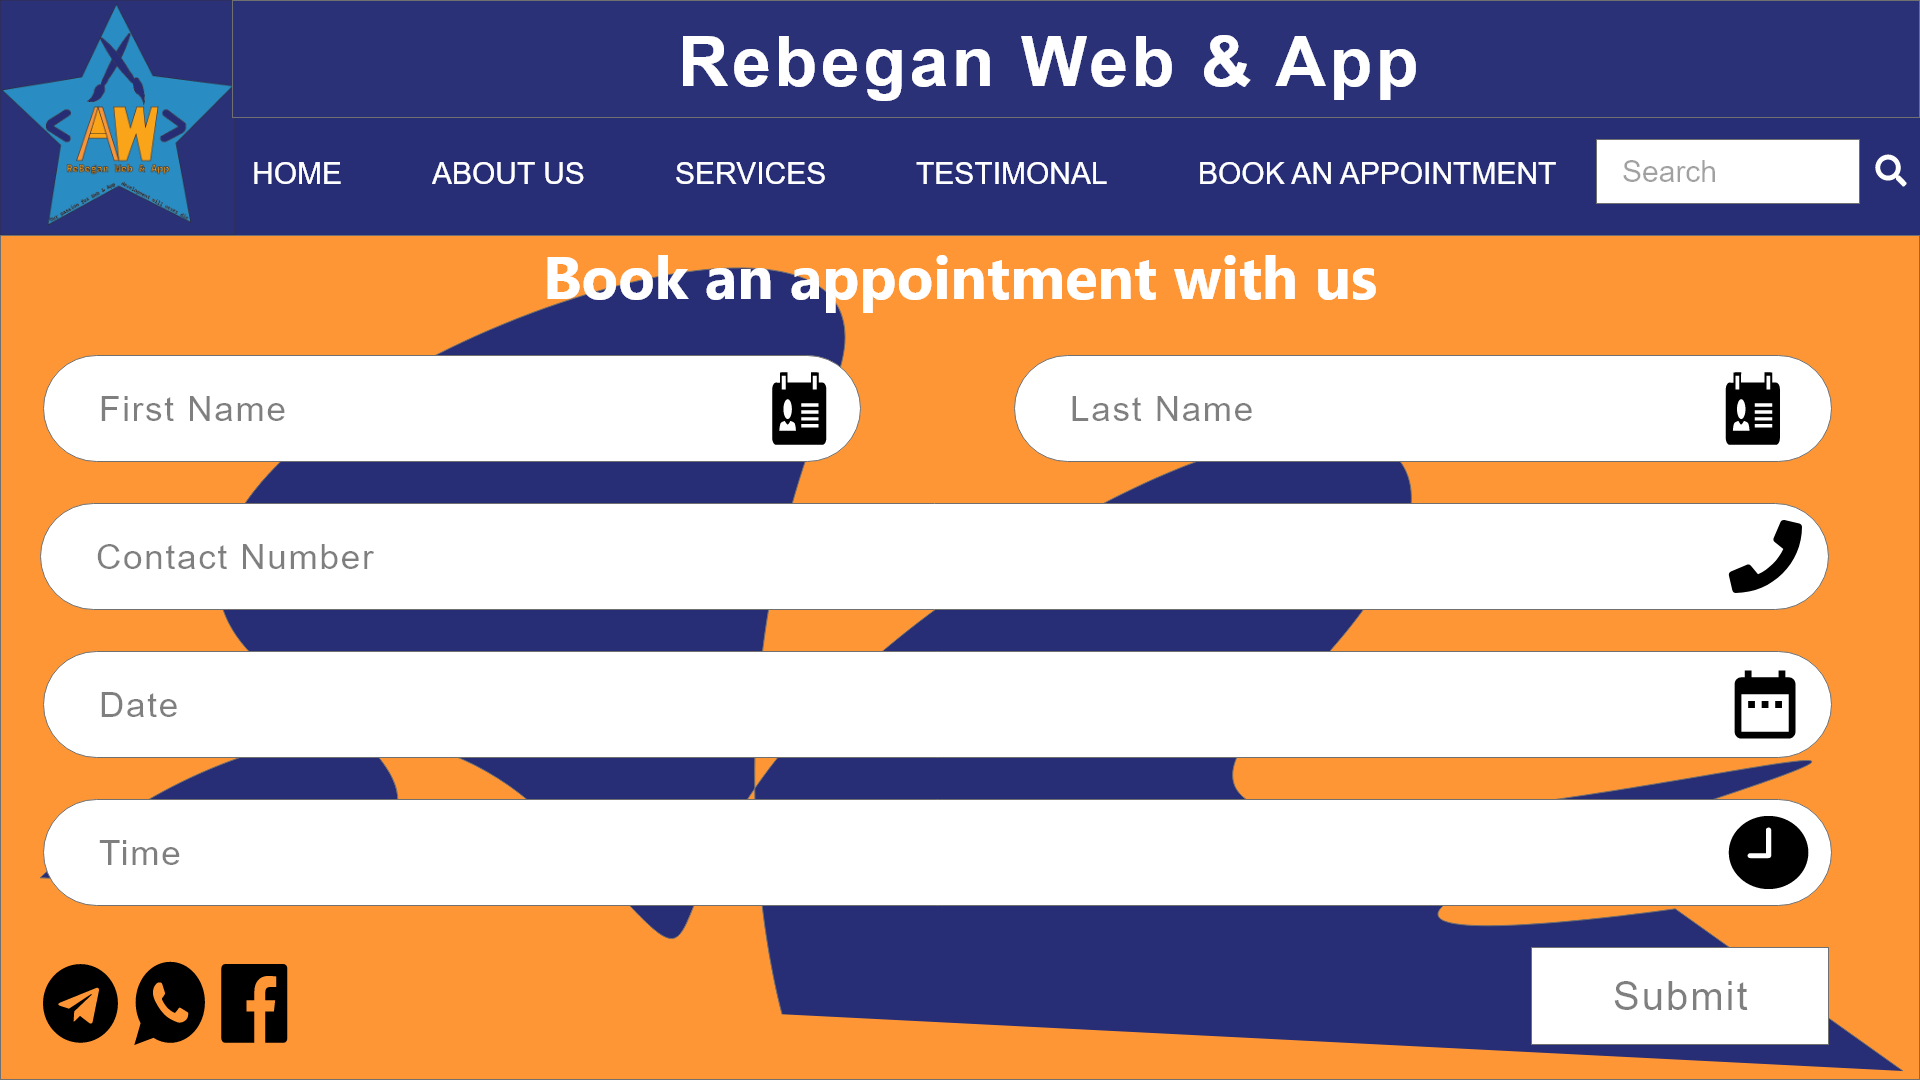 Rebegan Web & App
<AW>
ReBegan Web & App
HOME
ABOUT US
SERVICES
TESTIMONAL
BOOK AN APPOINTMENT
Search
Book an appointment with us
First Name
Last Name
Contact Number
Date
Time
Submit